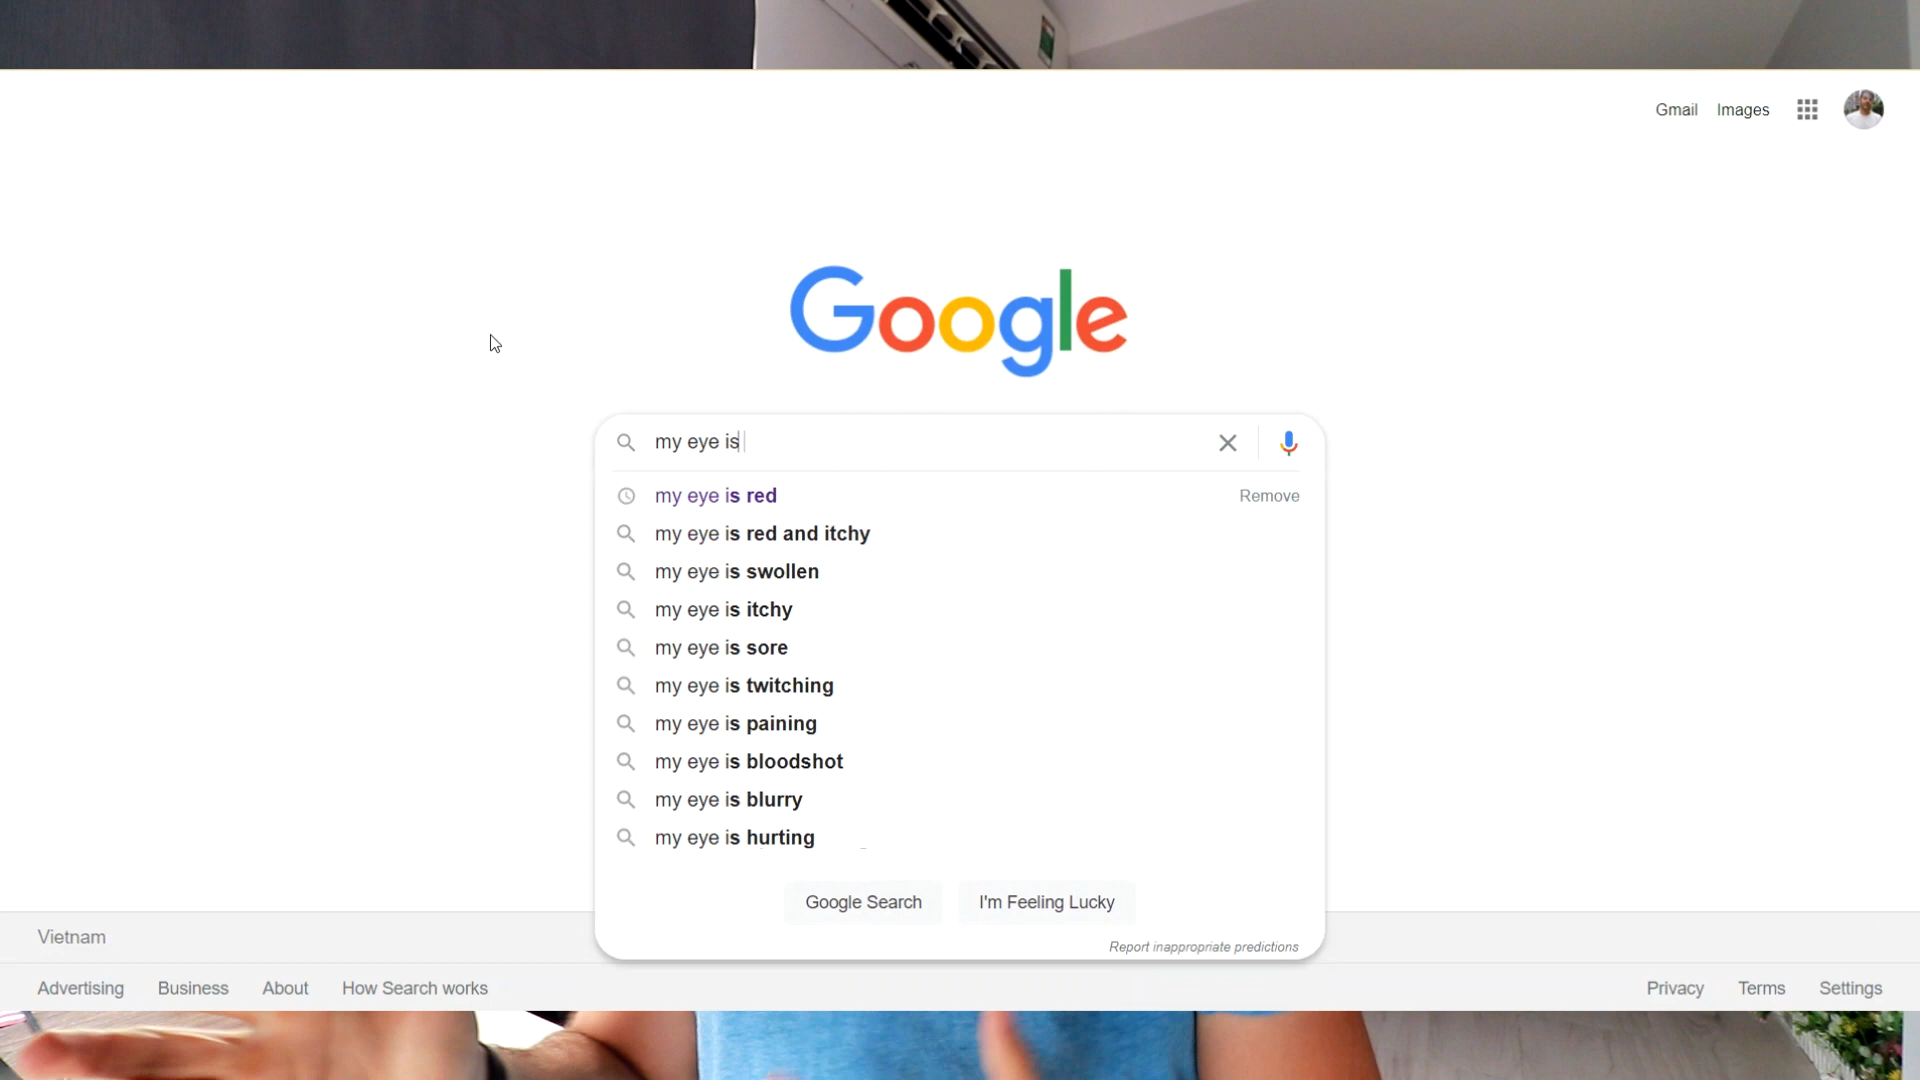 Gmail Images
Google
my eye is
my eye is red Remove
my eye is red and itchy
my eye is swollen
my eye is itchy
my eye is sore
my eye is twitching
my eye is paining
my eye is bloodshot
my eye is blurry
my eye is hurting
Google Search I'm Feeling Lucky
Report inappropriate predictions
Vietnam
Advertising Business About How Search works Privacy Terms Settings